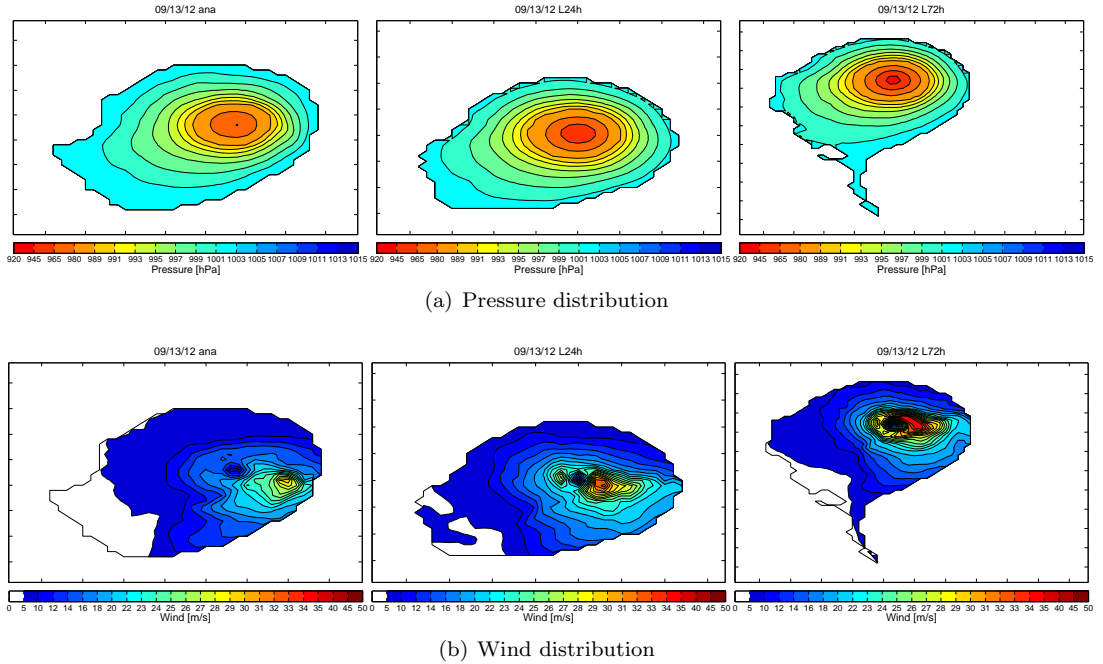 09/13/12 ana 09/13/12 L24h 09/13/12 L72h
920 945 965 980 989 991 993 995 997 999 1001 1003 1005 1007 1009 1011 1013 1015 920 945 965 980 989 991 993 995 997 999 1001 1003 1005 1007 1009 1011 1013 1015 920 945 965 980 989 991 993 995 997 999 1001 1003 1005 1007 1009 1011 1013 1015
Pressure [hPa] Pressure [hPa] Pressure [hPa]
(a) Pressure distribution
09/13/12 ana 09/13/12 L24h 09/13/12 L72h
0 5 10 12 14 16 18 20 22 23 24 25 26 27 28 29 30 31 32 33 34 35 40 45 50 0 5 10 12 14 16 18 20 22 23 24 25 26 27 28 29 30 31 32 33 34 35 40 45 50 0 5 10 12 14 16 18 20 22 23 24 25 26 27 28 29 30 31 32 33 34 35 40 45 50
Wind [m/s] Wind [m/s] Wind [m/s]
(b) Wind distribution